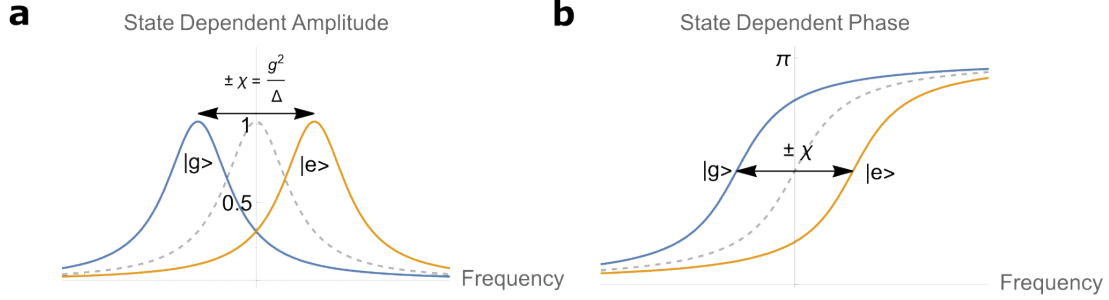 a
State Dependent Amplitude
± χ = g²/Δ
1
|g>
|e>
0.5
Frequency
b
State Dependent Phase
π
± χ
|g>
|e>
Frequency